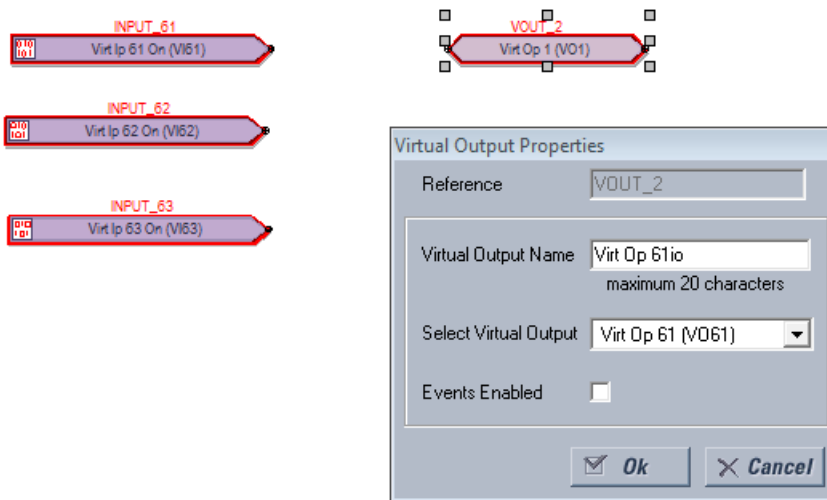 INPUT_61
Virt Ip 61 On (VI61)
VOUT_2
Virt Op 1 (VO1)
INPUT_62
Virt Ip 62 On (VI62)
INPUT_63
Virt Ip 63 On (VI63)
Virtual Output Properties
Reference VOUT_2
Virtual Output Name Virt Op 61io
maximum 20 characters
Select Virtual Output Virt Op 61 (VO61)
Events Enabled
Ok Cancel